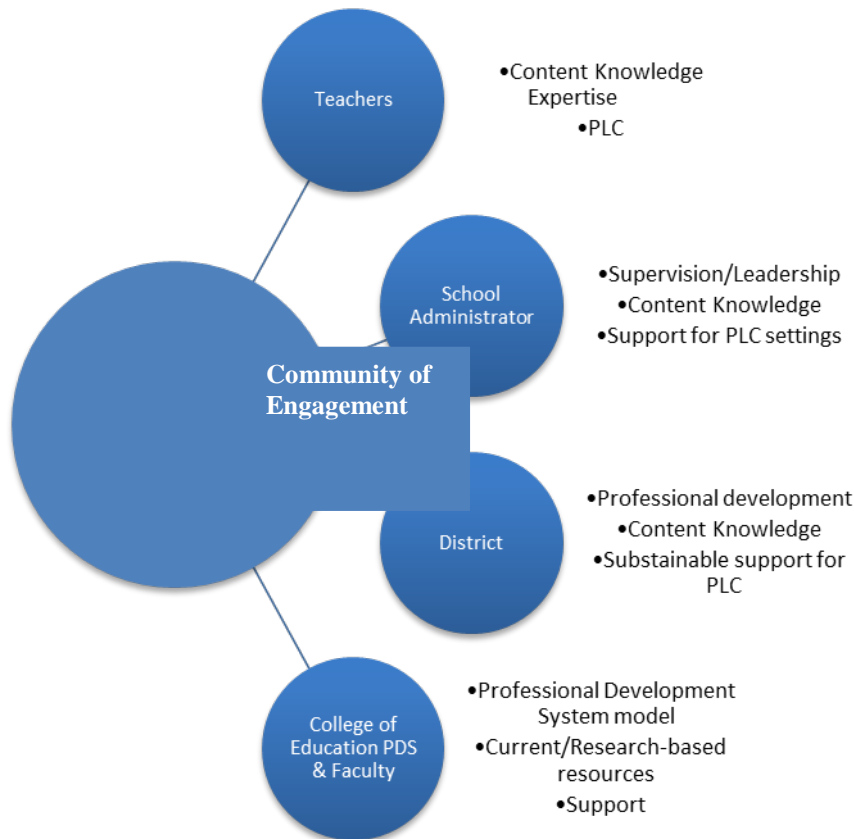 Teachers
•Content Knowledge
Expertise
•PLC
School
Administrator
•Supervision/Leadership
•Content Knowledge
•Support for PLC settings
Community of
Engagement
District
•Professional development
•Content Knowledge
•Substainable support for
PLC
College of
Education PDS
& Faculty
•Professional Development
System model
•Current/Research-based
resources
•Support